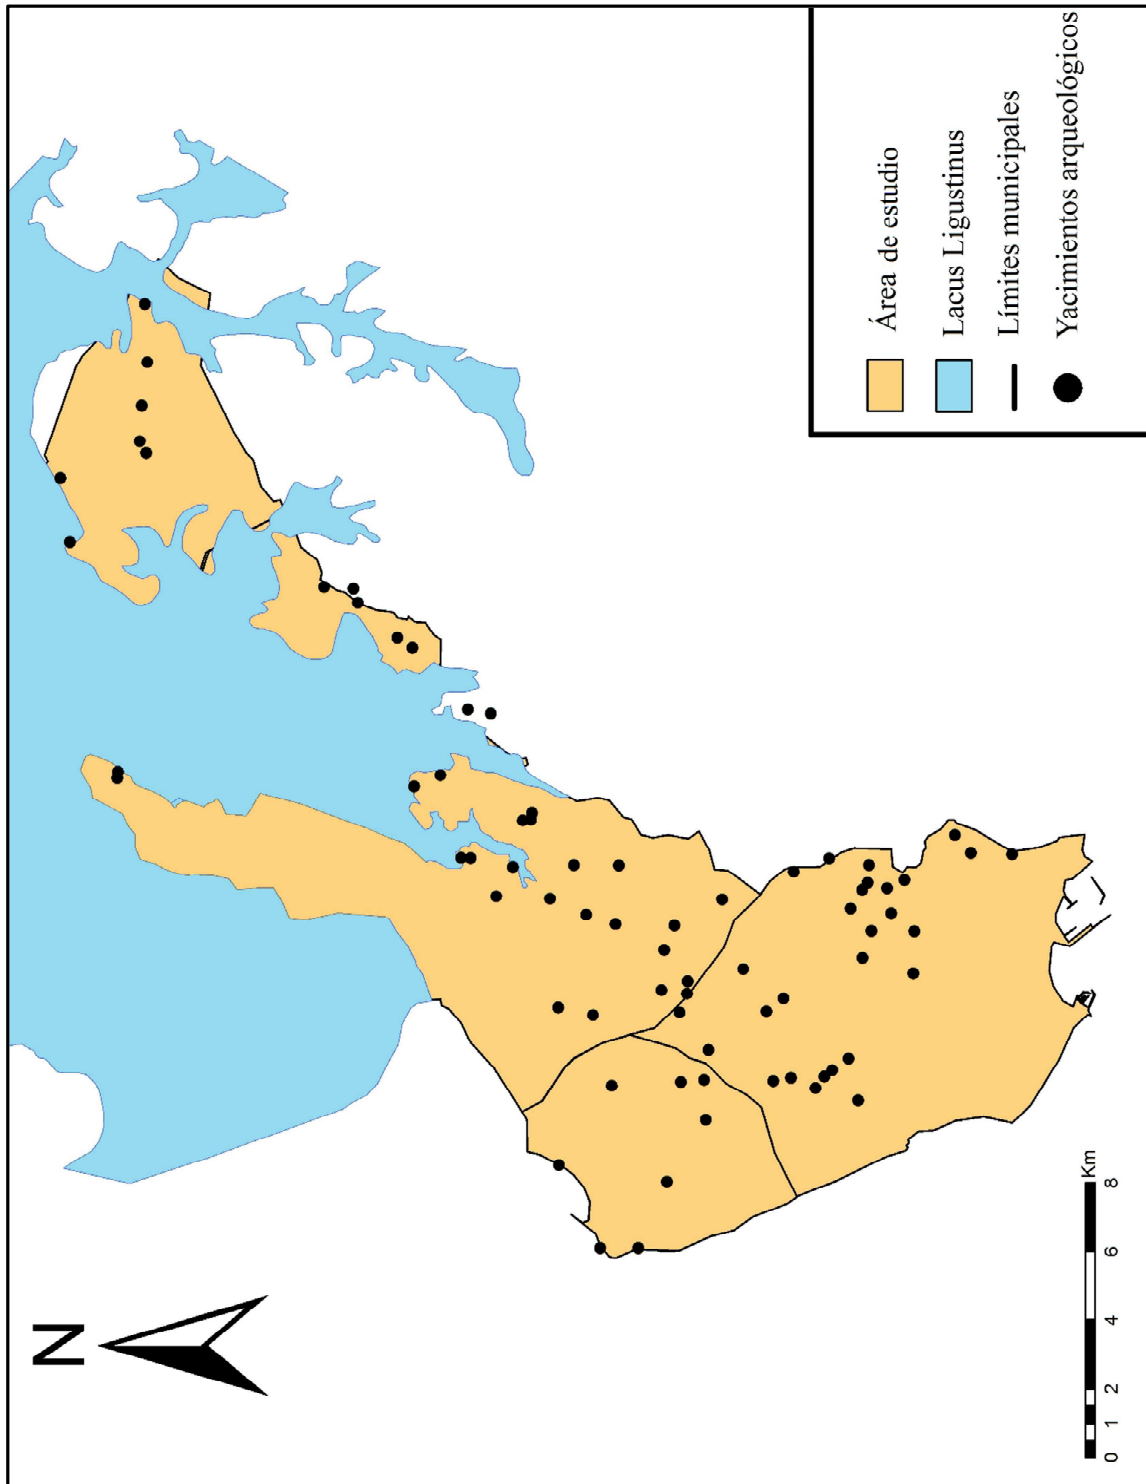 N
Área de estudio
Lacus Ligustinus
Límites municipales
Yacimientos arqueológicos
Km
0 1 2 4 6 8